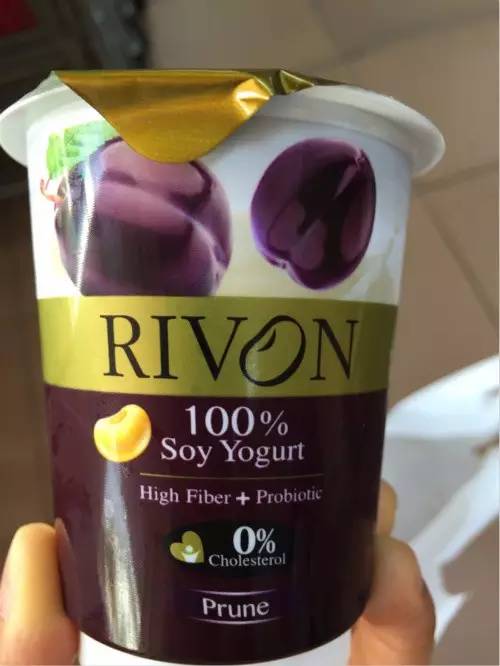 RIVON
100%
Soy Yogurt
High Fiber + Probiotic
0%
Cholesterol
Prune